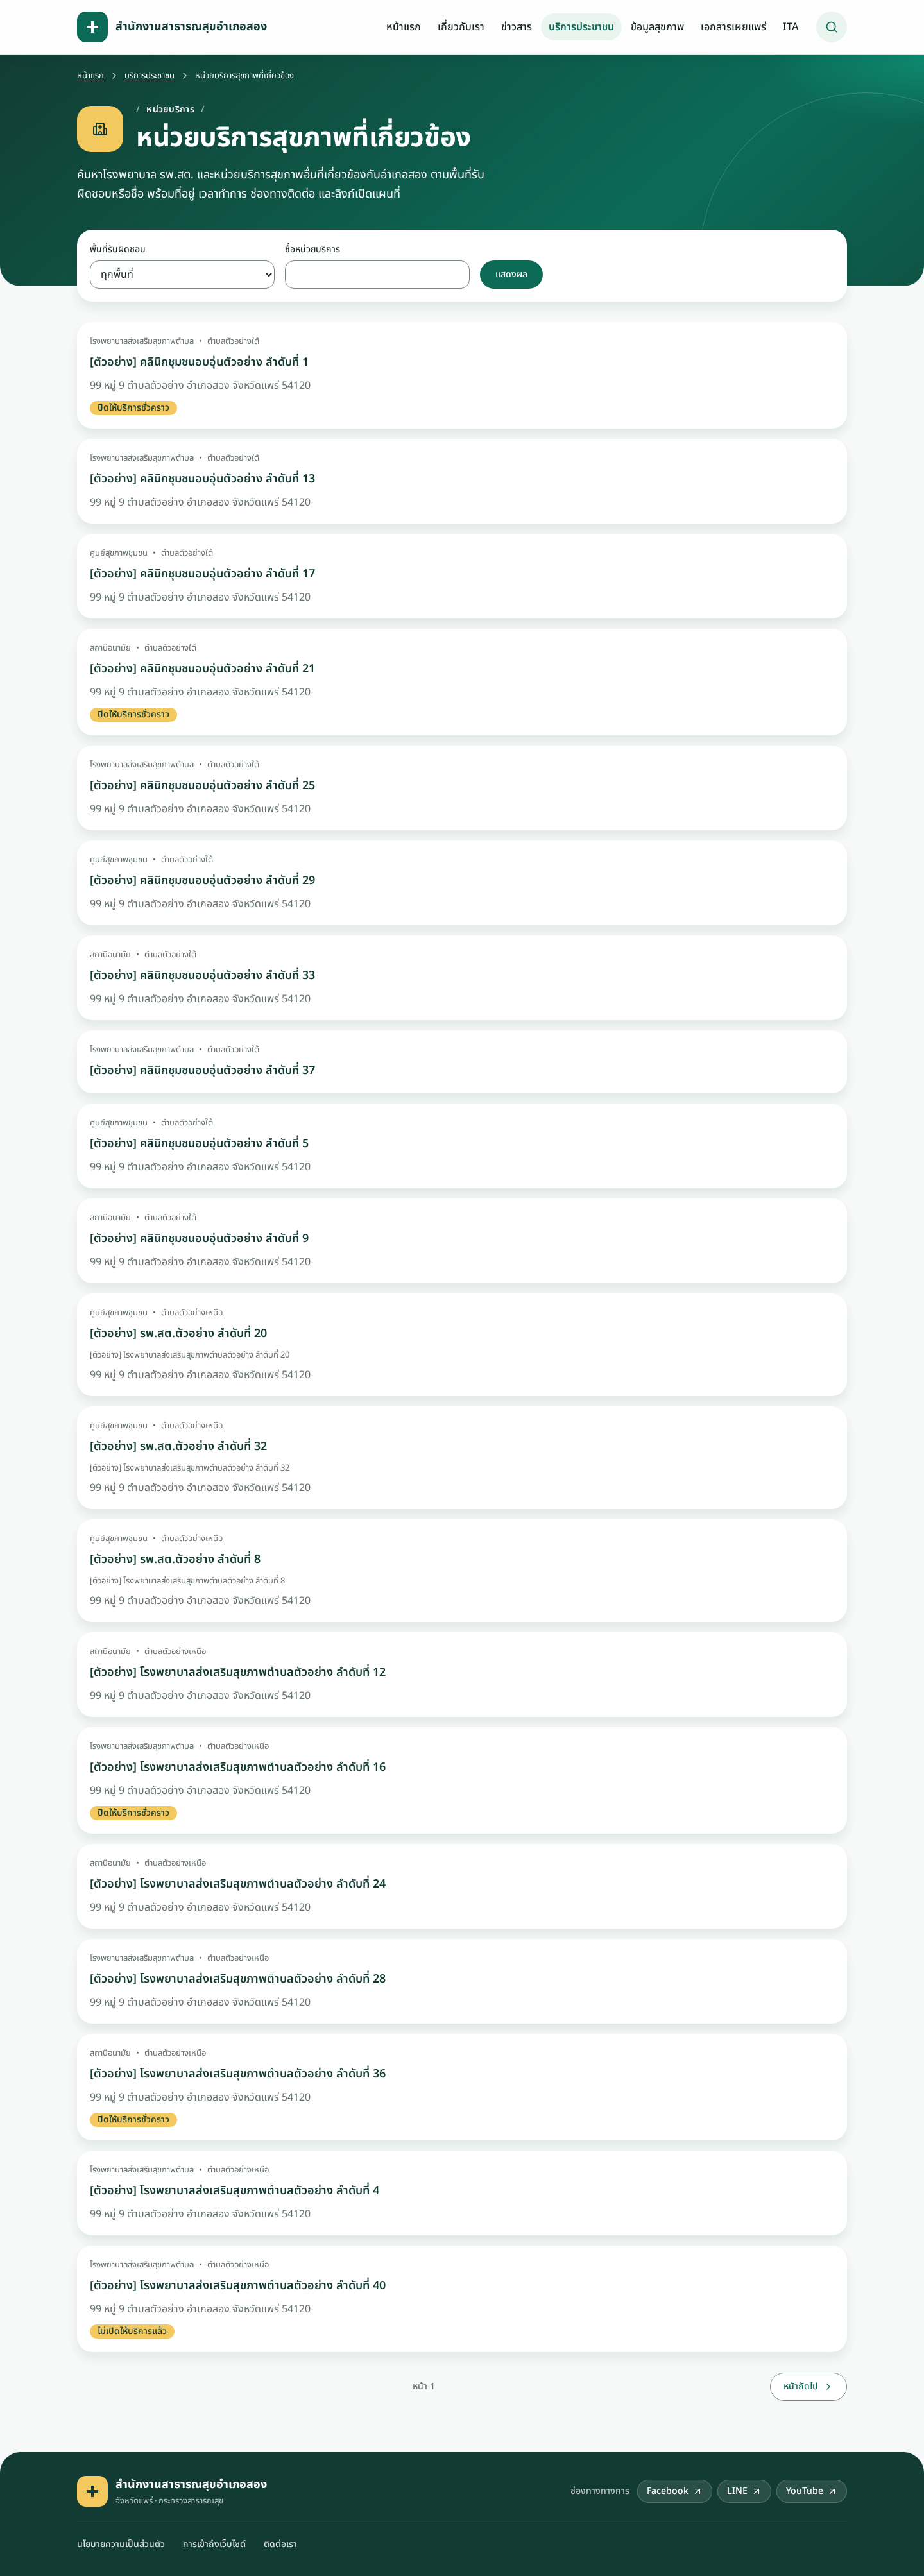 สำนักงานสาธารณสุขอำเภอสอง
หน้าแรก เกี่ยวกับเรา ข่าวสาร บริการประชาชน ข้อมูลสุขภาพ เอกสารเผยแพร่ ITA
หน้าแรก > บริการประชาชน > หน่วยบริการสุขภาพที่เกี่ยวข้อง
/ หน่วยบริการ /
หน่วยบริการสุขภาพที่เกี่ยวข้อง
ค้นหาโรงพยาบาล รพ.สต. และหน่วยบริการสุขภาพอื่นที่เกี่ยวข้องกับอำเภอสอง ตามพื้นที่รับ
ผิดชอบหรือชื่อ พร้อมที่อยู่ เวลาทำการ ช่องทางติดต่อ และลิงก์เปิดแผนที่
พื้นที่รับผิดชอบ
ทุกพื้นที่
ชื่อหน่วยบริการ
แสดงผล
โรงพยาบาลส่งเสริมสุขภาพตำบล • ตำบลตัวอย่างใต้
[ตัวอย่าง] คลินิกชุมชนอบอุ่นตัวอย่าง ลำดับที่ 1
99 หมู่ 9 ตำบลตัวอย่าง อำเภอสอง จังหวัดแพร่ 54120
ปิดให้บริการชั่วคราว
โรงพยาบาลส่งเสริมสุขภาพตำบล • ตำบลตัวอย่างใต้
[ตัวอย่าง] คลินิกชุมชนอบอุ่นตัวอย่าง ลำดับที่ 13
99 หมู่ 9 ตำบลตัวอย่าง อำเภอสอง จังหวัดแพร่ 54120
ศูนย์สุขภาพชุมชน • ตำบลตัวอย่างใต้
[ตัวอย่าง] คลินิกชุมชนอบอุ่นตัวอย่าง ลำดับที่ 17
99 หมู่ 9 ตำบลตัวอย่าง อำเภอสอง จังหวัดแพร่ 54120
สถานีอนามัย • ตำบลตัวอย่างใต้
[ตัวอย่าง] คลินิกชุมชนอบอุ่นตัวอย่าง ลำดับที่ 21
99 หมู่ 9 ตำบลตัวอย่าง อำเภอสอง จังหวัดแพร่ 54120
ปิดให้บริการชั่วคราว
โรงพยาบาลส่งเสริมสุขภาพตำบล • ตำบลตัวอย่างใต้
[ตัวอย่าง] คลินิกชุมชนอบอุ่นตัวอย่าง ลำดับที่ 25
99 หมู่ 9 ตำบลตัวอย่าง อำเภอสอง จังหวัดแพร่ 54120
ศูนย์สุขภาพชุมชน • ตำบลตัวอย่างใต้
[ตัวอย่าง] คลินิกชุมชนอบอุ่นตัวอย่าง ลำดับที่ 29
99 หมู่ 9 ตำบลตัวอย่าง อำเภอสอง จังหวัดแพร่ 54120
สถานีอนามัย • ตำบลตัวอย่างใต้
[ตัวอย่าง] คลินิกชุมชนอบอุ่นตัวอย่าง ลำดับที่ 33
99 หมู่ 9 ตำบลตัวอย่าง อำเภอสอง จังหวัดแพร่ 54120
โรงพยาบาลส่งเสริมสุขภาพตำบล • ตำบลตัวอย่างใต้
[ตัวอย่าง] คลินิกชุมชนอบอุ่นตัวอย่าง ลำดับที่ 37
ศูนย์สุขภาพชุมชน • ตำบลตัวอย่างใต้
[ตัวอย่าง] คลินิกชุมชนอบอุ่นตัวอย่าง ลำดับที่ 5
99 หมู่ 9 ตำบลตัวอย่าง อำเภอสอง จังหวัดแพร่ 54120
สถานีอนามัย • ตำบลตัวอย่างใต้
[ตัวอย่าง] คลินิกชุมชนอบอุ่นตัวอย่าง ลำดับที่ 9
99 หมู่ 9 ตำบลตัวอย่าง อำเภอสอง จังหวัดแพร่ 54120
ศูนย์สุขภาพชุมชน • ตำบลตัวอย่างเหนือ
[ตัวอย่าง] รพ.สต.ตัวอย่าง ลำดับที่ 20
[ตัวอย่าง] โรงพยาบาลส่งเสริมสุขภาพตำบลตัวอย่าง ลำดับที่ 20
99 หมู่ 9 ตำบลตัวอย่าง อำเภอสอง จังหวัดแพร่ 54120
ศูนย์สุขภาพชุมชน • ตำบลตัวอย่างเหนือ
[ตัวอย่าง] รพ.สต.ตัวอย่าง ลำดับที่ 32
[ตัวอย่าง] โรงพยาบาลส่งเสริมสุขภาพตำบลตัวอย่าง ลำดับที่ 32
99 หมู่ 9 ตำบลตัวอย่าง อำเภอสอง จังหวัดแพร่ 54120
ศูนย์สุขภาพชุมชน • ตำบลตัวอย่างเหนือ
[ตัวอย่าง] รพ.สต.ตัวอย่าง ลำดับที่ 8
[ตัวอย่าง] โรงพยาบาลส่งเสริมสุขภาพตำบลตัวอย่าง ลำดับที่ 8
99 หมู่ 9 ตำบลตัวอย่าง อำเภอสอง จังหวัดแพร่ 54120
สถานีอนามัย • ตำบลตัวอย่างเหนือ
[ตัวอย่าง] โรงพยาบาลส่งเสริมสุขภาพตำบลตัวอย่าง ลำดับที่ 12
99 หมู่ 9 ตำบลตัวอย่าง อำเภอสอง จังหวัดแพร่ 54120
โรงพยาบาลส่งเสริมสุขภาพตำบล • ตำบลตัวอย่างเหนือ
[ตัวอย่าง] โรงพยาบาลส่งเสริมสุขภาพตำบลตัวอย่าง ลำดับที่ 16
99 หมู่ 9 ตำบลตัวอย่าง อำเภอสอง จังหวัดแพร่ 54120
ปิดให้บริการชั่วคราว
สถานีอนามัย • ตำบลตัวอย่างเหนือ
[ตัวอย่าง] โรงพยาบาลส่งเสริมสุขภาพตำบลตัวอย่าง ลำดับที่ 24
99 หมู่ 9 ตำบลตัวอย่าง อำเภอสอง จังหวัดแพร่ 54120
โรงพยาบาลส่งเสริมสุขภาพตำบล • ตำบลตัวอย่างเหนือ
[ตัวอย่าง] โรงพยาบาลส่งเสริมสุขภาพตำบลตัวอย่าง ลำดับที่ 28
99 หมู่ 9 ตำบลตัวอย่าง อำเภอสอง จังหวัดแพร่ 54120
สถานีอนามัย • ตำบลตัวอย่างเหนือ
[ตัวอย่าง] โรงพยาบาลส่งเสริมสุขภาพตำบลตัวอย่าง ลำดับที่ 36
99 หมู่ 9 ตำบลตัวอย่าง อำเภอสอง จังหวัดแพร่ 54120
ปิดให้บริการชั่วคราว
โรงพยาบาลส่งเสริมสุขภาพตำบล • ตำบลตัวอย่างเหนือ
[ตัวอย่าง] โรงพยาบาลส่งเสริมสุขภาพตำบลตัวอย่าง ลำดับที่ 4
99 หมู่ 9 ตำบลตัวอย่าง อำเภอสอง จังหวัดแพร่ 54120
โรงพยาบาลส่งเสริมสุขภาพตำบล • ตำบลตัวอย่างเหนือ
[ตัวอย่าง] โรงพยาบาลส่งเสริมสุขภาพตำบลตัวอย่าง ลำดับที่ 40
99 หมู่ 9 ตำบลตัวอย่าง อำเภอสอง จังหวัดแพร่ 54120
ไม่เปิดให้บริการแล้ว
หน้า 1
หน้าถัดไป
สำนักงานสาธารณสุขอำเภอสอง
จังหวัดแพร่ · กระทรวงสาธารณสุข
ช่องทางทางการ Facebook LINE YouTube
นโยบายความเป็นส่วนตัว การเข้าถึงเว็บไซต์ ติดต่อเรา